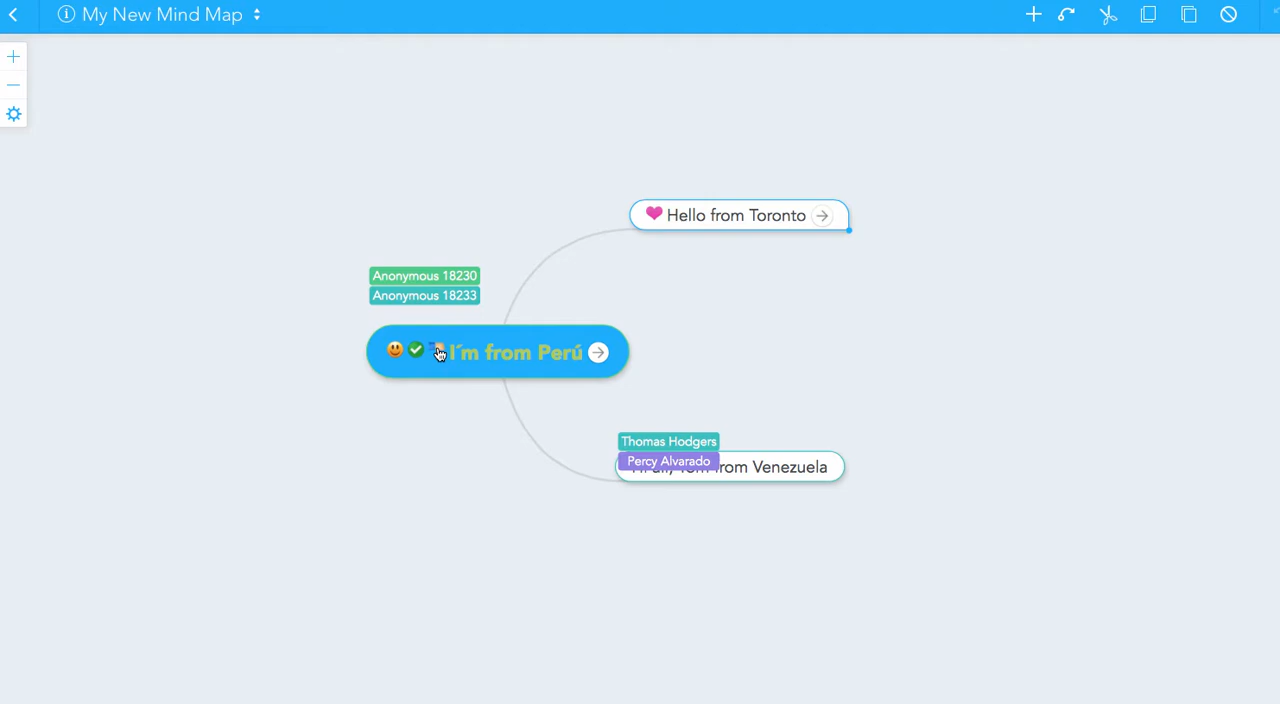 My New Mind Map
Hello from Toronto
Anonymous 18230
Anonymous 18233
I´m from Perú
Thomas Hodgers
Percy Alvarado
from Venezuela